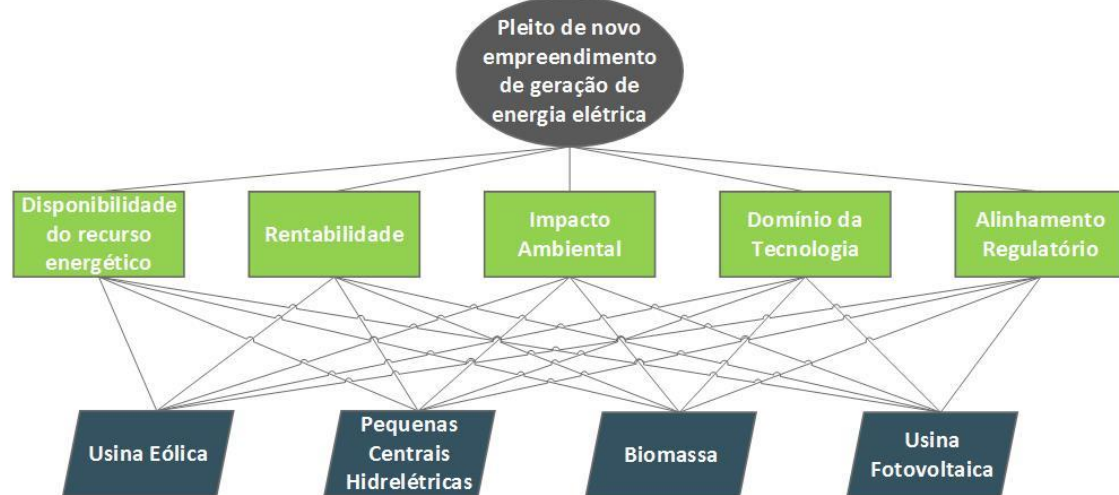 Pleito de novo
empreendimento
de geração de
energia elétrica
Disponibilidade
do recurso
energético
Rentabilidade
Impacto
Ambiental
Domínio da
Tecnologia
Alinhamento
Regulatório
Usina Eólica
Pequenas
Centrais
Hidrelétricas
Biomassa
Usina
Fotovoltaica